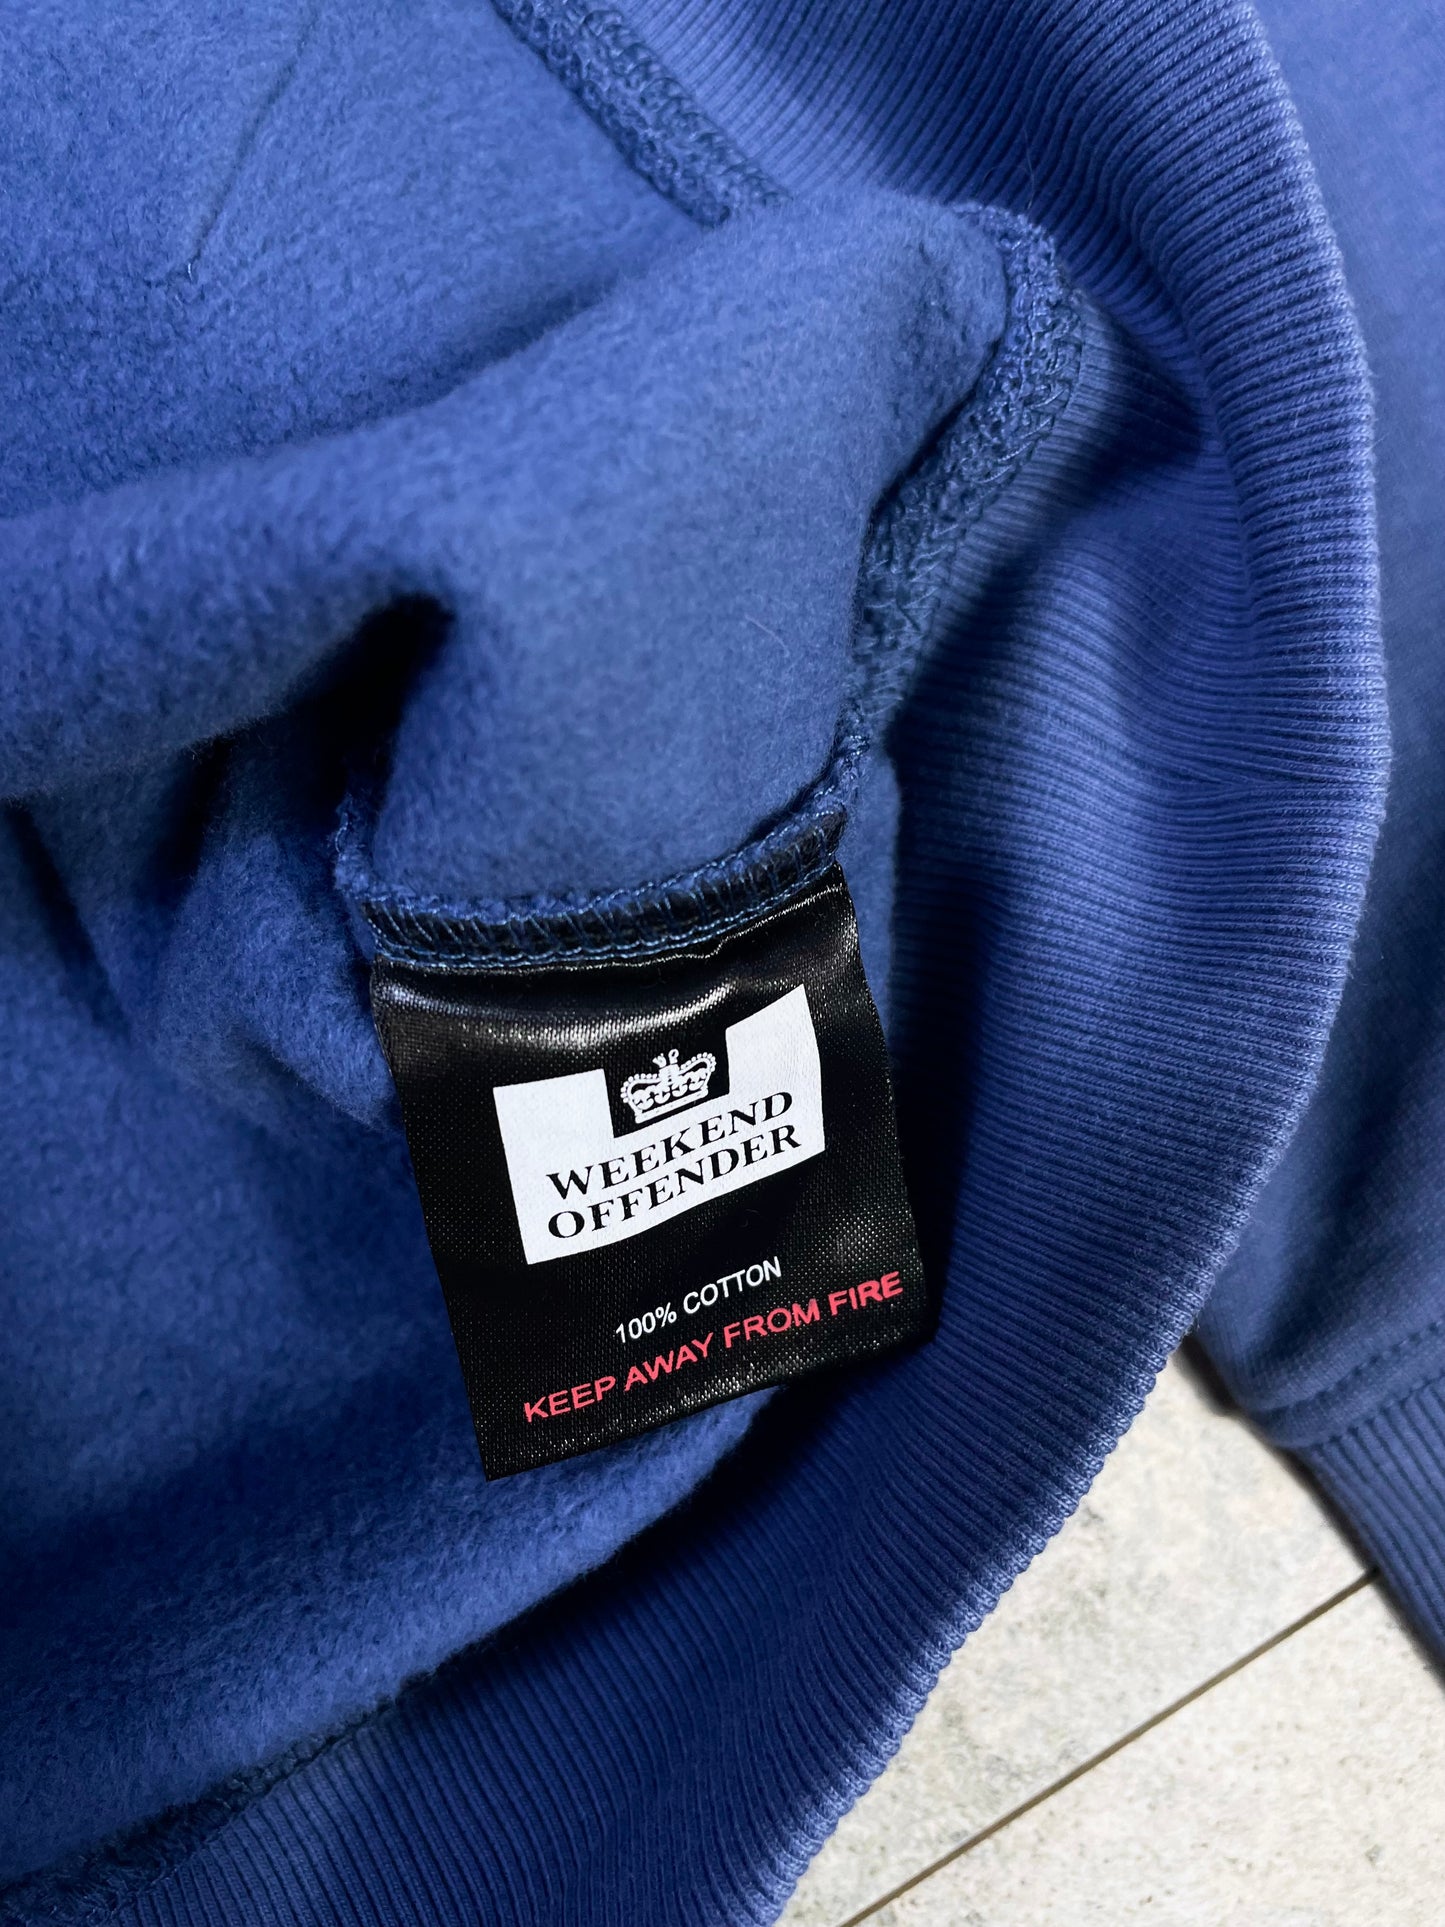 WEEKEND
OFFENDER
100% COTTON
KEEP AWAY FROM FIRE